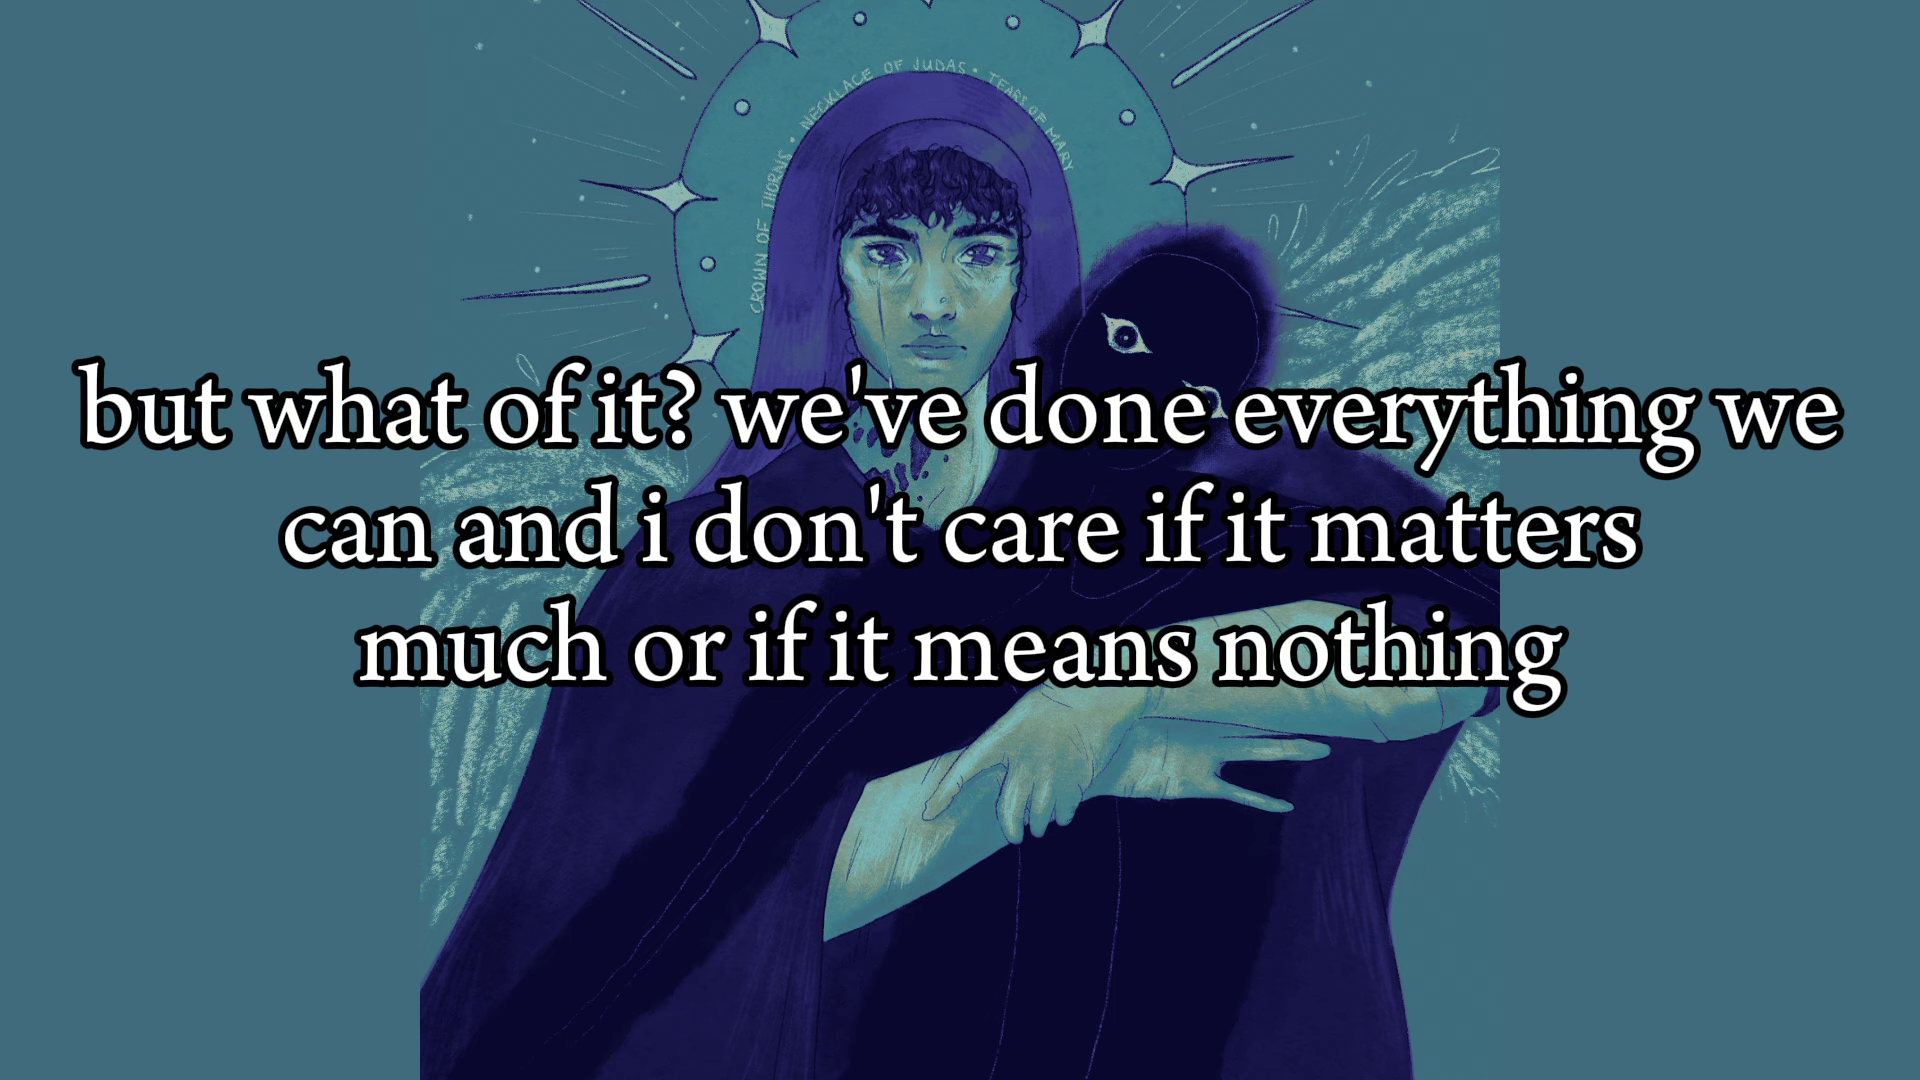 CROWN OF THORNS • NECKLACE OF JUDAS • TEARS OF MARY
but what of it? we've done everything we
can and i don't care if it matters
much or if it means nothing